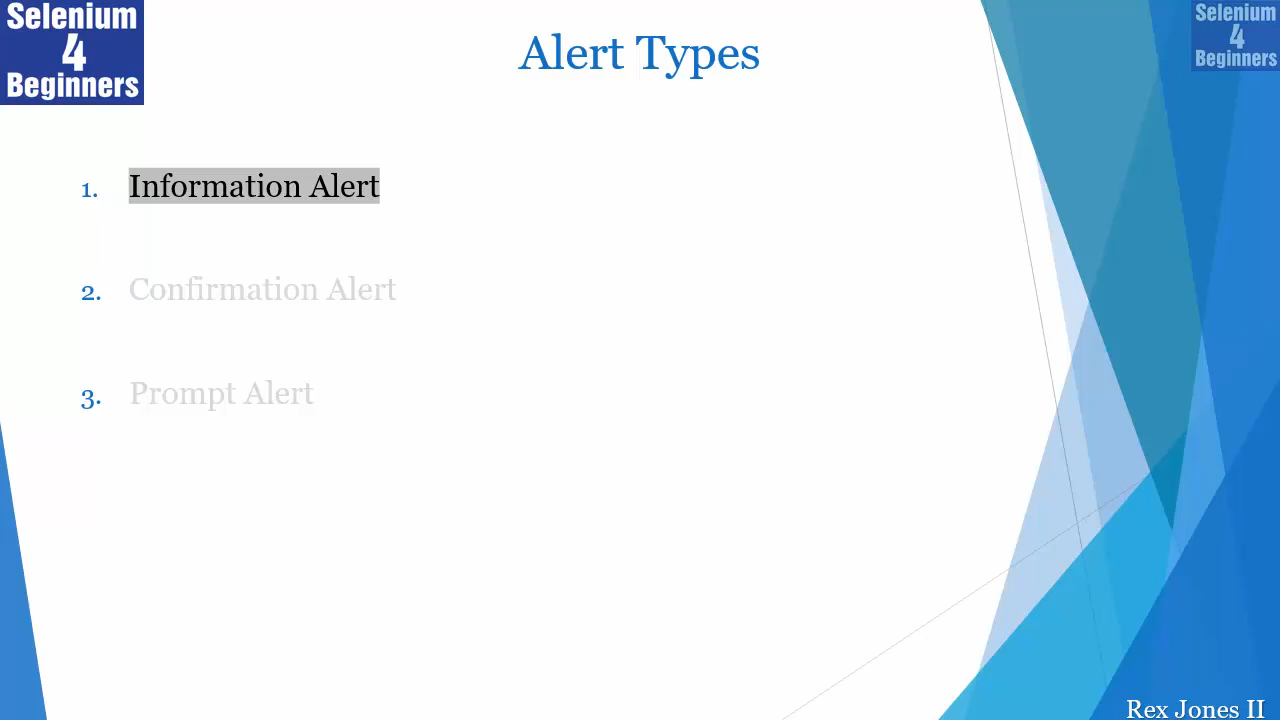 Selenium
4
Beginners
Alert Types
Selenium
4
Beginners
1. Information Alert
2. Confirmation Alert
3. Prompt Alert
Rex Jones II